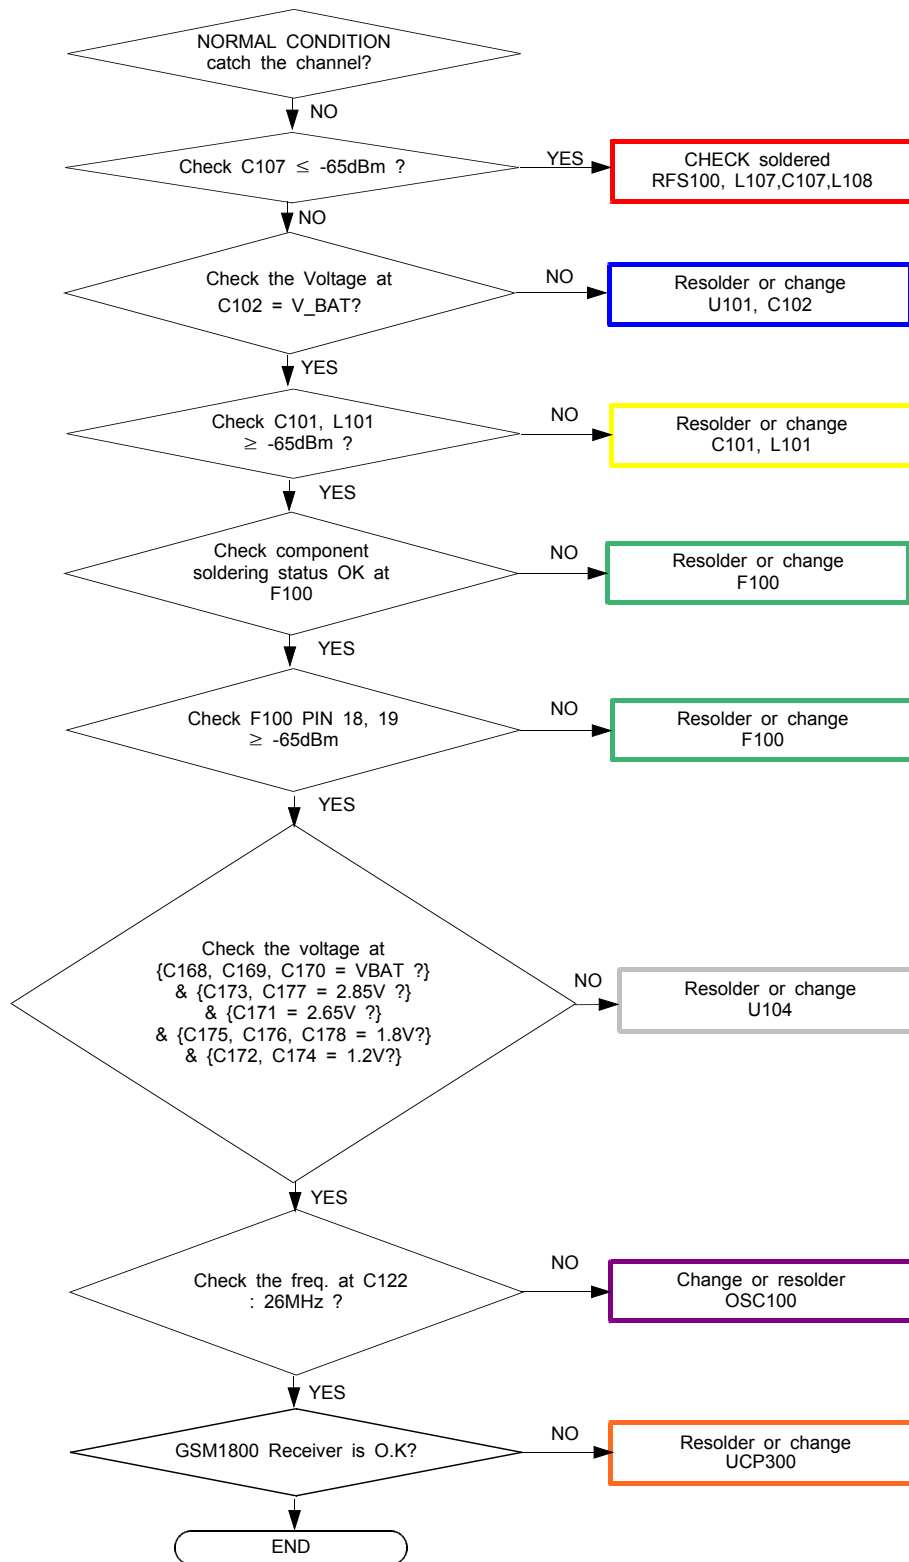 NORMAL CONDITION
catch the channel?
NO
Check C107 ≤ -65dBm ?
YES
CHECK soldered
RFS100, L107,C107,L108
NO
Check the Voltage at
C102 = V_BAT?
NO
Resolder or change
U101, C102
YES
Check C101, L101
≥ -65dBm ?
NO
Resolder or change
C101, L101
YES
Check component
soldering status OK at
F100
NO
Resolder or change
F100
YES
Check F100 PIN 18, 19
≥ -65dBm
NO
Resolder or change
F100
YES
Check the voltage at
{C168, C169, C170 = VBAT ?}
& {C173, C177 = 2.85V ?}
& {C171 = 2.65V ?}
& {C175, C176, C178 = 1.8V?}
& {C172, C174 = 1.2V?}
NO
Resolder or change
U104
YES
Check the freq. at C122
: 26MHz ?
NO
Change or resolder
OSC100
YES
GSM1800 Receiver is O.K?
NO
Resolder or change
UCP300
END